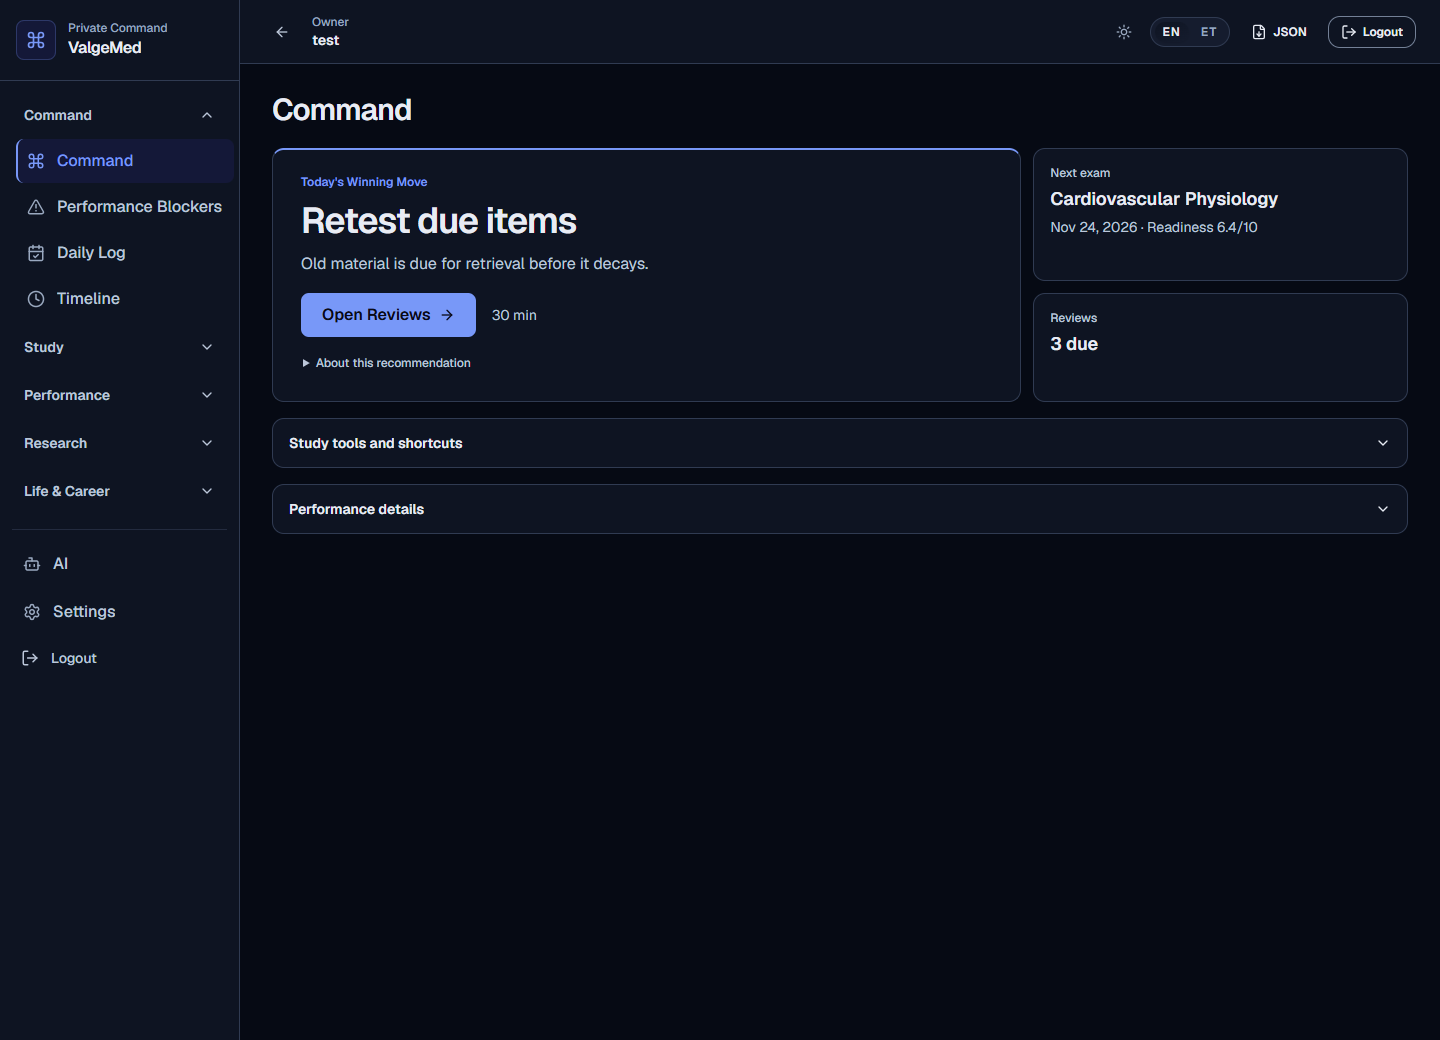 Private Command
ValgeMed
Command
Command
Performance Blockers
Daily Log
Timeline
Study
Performance
Research
Life & Career
AI
Settings
Logout
Owner
test
EN ET
JSON
Logout
Command
Today's Winning Move
Retest due items
Old material is due for retrieval before it decays.
Open Reviews
30 min
About this recommendation
Next exam
Cardiovascular Physiology
Nov 24, 2026 · Readiness 6.4/10
Reviews
3 due
Study tools and shortcuts
Performance details